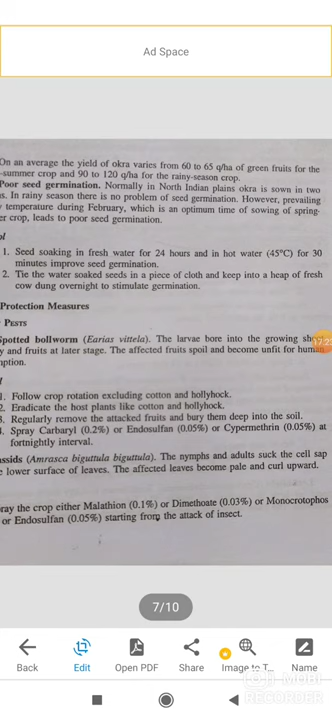 Ad Space
On an average the yield of okra varies from 60 to 65 q/ha of green fruits for the
-summer crop and 90 to 120 q/ha for the rainy-season crop.
Poor seed germination. Normally in North Indian plains okra is sown in two
s. In rainy season there is no problem of seed germination. However, prevailing
temperature during February, which is an optimum time of sowing of spring-
er crop, leads to poor seed germination.
ol
1. Seed soaking in fresh water for 24 hours and in hot water (45°C) for 30
minutes improve seed germination.
2. Tie the water soaked seeds in a piece of cloth and keep into a heap of fresh
cow dung overnight to stimulate germination.
Protection Measures
PESTS
Spotted bollworm (Earias vittela). The larvae bore into the growing
y and fruits at later stage. The affected fruits spoil and become unfit for human
mption.
l
1. Follow crop rotation excluding cotton and hollyhock.
2. Eradicate the host plants like cotton and hollyhock.
3. Regularly remove the attacked fruits and bury them deep into the soil.
4. Spray Carbaryl (0.2%) or Endosulfan (0.05%) or Cypermethrin (0.05%) at
fortnightly interval.
assids (Amrasca biguttula biguttula). The nymphs and adults suck the cell sap
e lower surface of leaves. The affected leaves become pale and curl upward.
ray the crop either Malathion (0.1%) or Dimethoate (0.03%) or Monocrotophos
or Endosulfan (0.05%) starting from the attack of insect.
7/10
Back Edit Open PDF Share Image to T... Name
MOBI
RECORDER